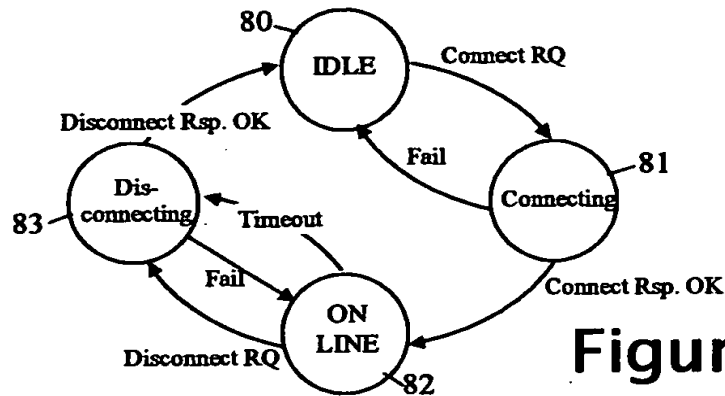 80
IDLE
Connect RQ
Disconnect Rsp. OK
Fail
81
Dis-
connecting
Connecting
83
Timeout
Fail
ON
LINE
Connect Rsp. OK
Disconnect RQ
82
Figur